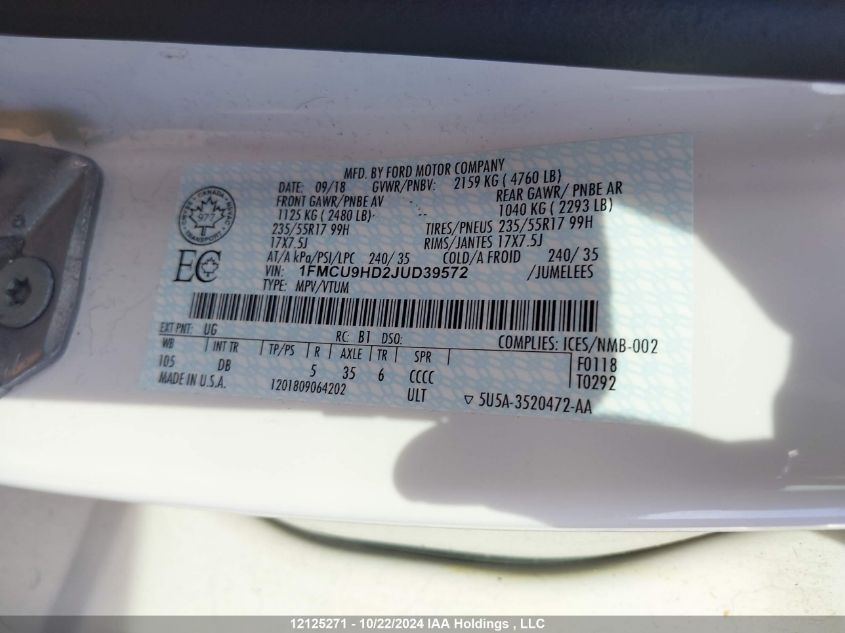 MFD. BY FORD MOTOR COMPANY
DATE: 09/18 GVWR/PNBV: 2159 KG ( 4760 LB)
FRONT GAWR/PNBE AV REAR GAWR/ PNBE AR
1125 KG ( 2480 LB) 1040 KG ( 2293 LB)
235/55R17 99H TIRES/PNEUS 235/55R17 99H
17X7.5J RIMS/JANTES 17X7.5J
AT/A kPa/PSI/LPC 240/ 35 COLD/A FROID 240/ 35
VIN: 1FMCU9HD2JUD39572 /JUMELEES
TYPE: MPV/VTUM
CANADA
977
TRANSPORT
EC
EXT PNT: UG RC: B1 DSO: COMPLIES: ICES/NMB-002
WB INT TR TP/PS R AXLE TR SPR F0118
105 DB 5 35 6 CCCC T0292
MADE IN U.S.A. 1201809064202 ULT ▽ 5U5A-3520472-AA
12125271 - 10/22/2024 IAA Holdings , LLC